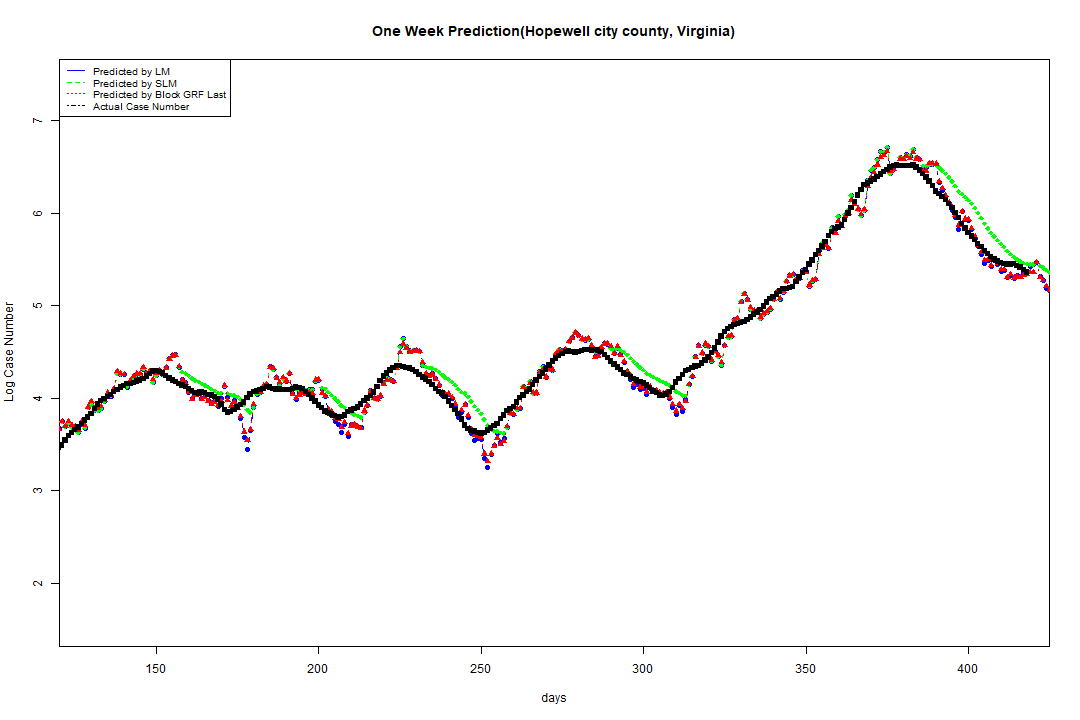 One Week Prediction(Hopewell city county, Virginia)
Predicted by LM
Predicted by SLM
Predicted by Block GRF Last
Actual Case Number
7
6
5
4
3
2
Log Case Number
150 200 250 300 350 400
days